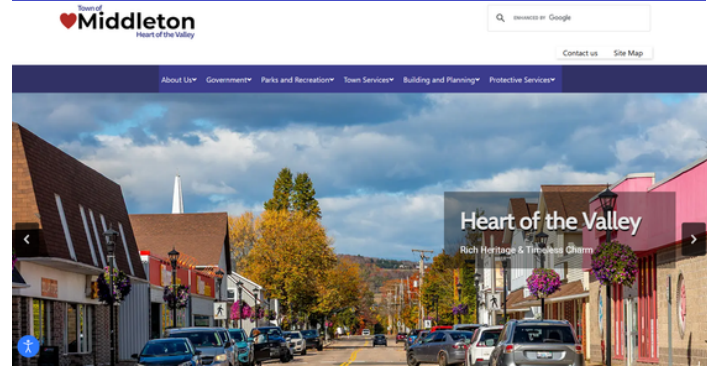 Town of
Middleton
Heart of the Valley
ENHANCED BY Google
Contact us Site Map
About Us Government Parks and Recreation Town Services Building and Planning Protective Services
Heart of the Valley
Rich Heritage & Timeless Charm